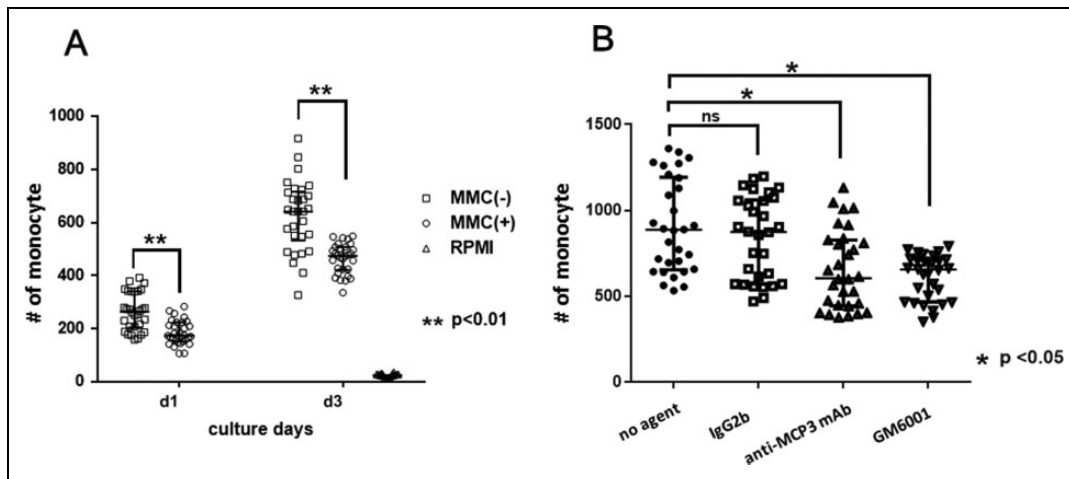 A
# of monocyte
1000
800
600
400
200
0
**
**
d1
d3
culture days
MMC(-)
MMC(+)
RPMI
** p<0.01
B
# of monocyte
1500
1000
500
0
*
*
ns
no agent
IgG2b
anti-MCP3 mAb
GM6001
* p <0.05